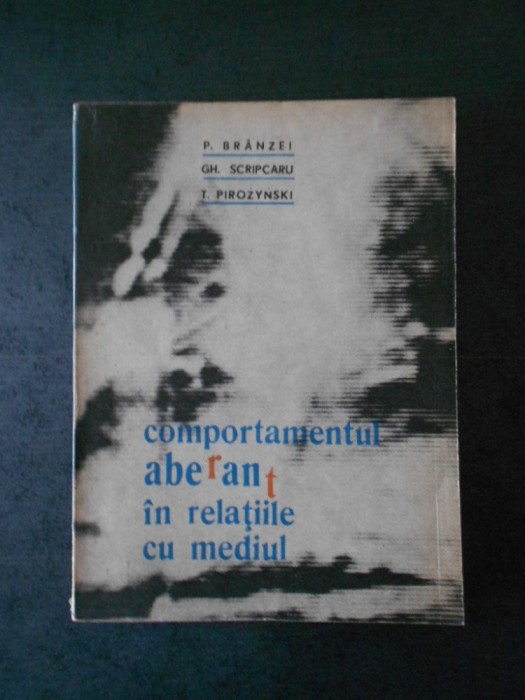 P. BRÂNZEI
GH. SCRIPCARU
T. PIROZYNSKI
comportamentul
aberant
în relaţiile
cu mediul